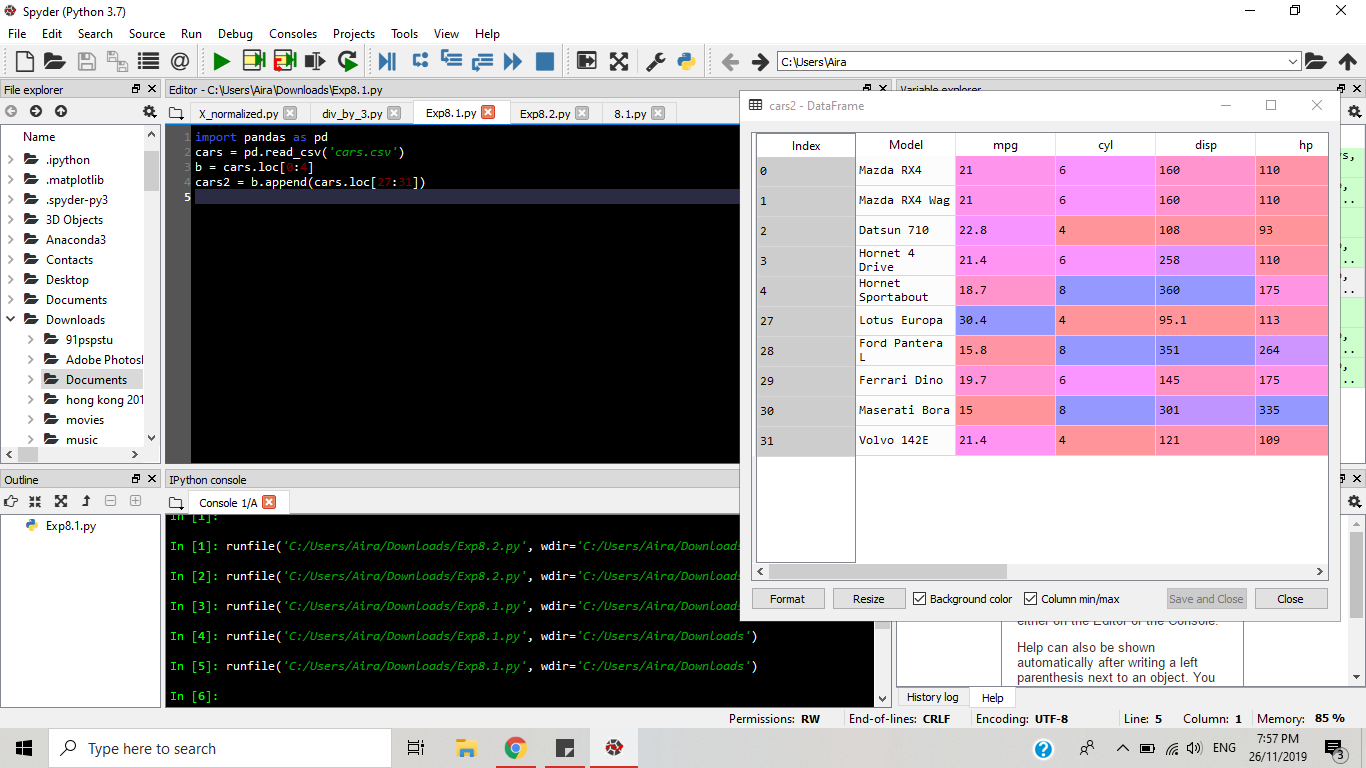 Spyder (Python 3.7)
File Edit Search Source Run Debug Consoles Projects Tools View Help
C:\Users\Aira
File explorer
Editor - C:\Users\Aira\Downloads\Exp8.1.py
Variable explorer
X_normalized.py div_by_3.py Exp8.1.py Exp8.2.py 8.1.py
Name
.ipython
.matplotlib
.spyder-py3
3D Objects
Anaconda3
Contacts
Desktop
Documents
Downloads
91pspstu
Adobe Photosl
Documents
hong kong 201
movies
music
1 import pandas as pd
2 cars = pd.read_csv('cars.csv')
3 b = cars.loc[0:4]
4 cars2 = b.append(cars.loc[27:31])
5
cars2 - DataFrame
Index Model mpg cyl disp hp
0 Mazda RX4 21 6 160 110
1 Mazda RX4 Wag 21 6 160 110
2 Datsun 710 22.8 4 108 93
3 Hornet 4 Drive 21.4 6 258 110
4 Hornet Sportabout 18.7 8 360 175
27 Lotus Europa 30.4 4 95.1 113
28 Ford Pantera L 15.8 8 351 264
29 Ferrari Dino 19.7 6 145 175
30 Maserati Bora 15 8 301 335
31 Volvo 142E 21.4 4 121 109
Format Resize Background color Column min/max Save and Close Close
Outline
Exp8.1.py
IPython console
Console 1/A
In [1]:
In [1]: runfile('C:/Users/Aira/Downloads/Exp8.2.py', wdir='C:/Users/Aira/Downloads
In [2]: runfile('C:/Users/Aira/Downloads/Exp8.2.py', wdir='C:/Users/Aira/Downloads
In [3]: runfile('C:/Users/Aira/Downloads/Exp8.1.py', wdir='C:/Users/Aira/Downloads
In [4]: runfile('C:/Users/Aira/Downloads/Exp8.1.py', wdir='C:/Users/Aira/Downloads')
In [5]: runfile('C:/Users/Aira/Downloads/Exp8.1.py', wdir='C:/Users/Aira/Downloads')
In [6]:
either on the Editor or the Console.
Help can also be shown
automatically after writing a left
parenthesis next to an object. You
History log Help
Permissions: RW End-of-lines: CRLF Encoding: UTF-8 Line: 5 Column: 1 Memory: 85 %
Type here to search
ENG
7:57 PM
26/11/2019
3